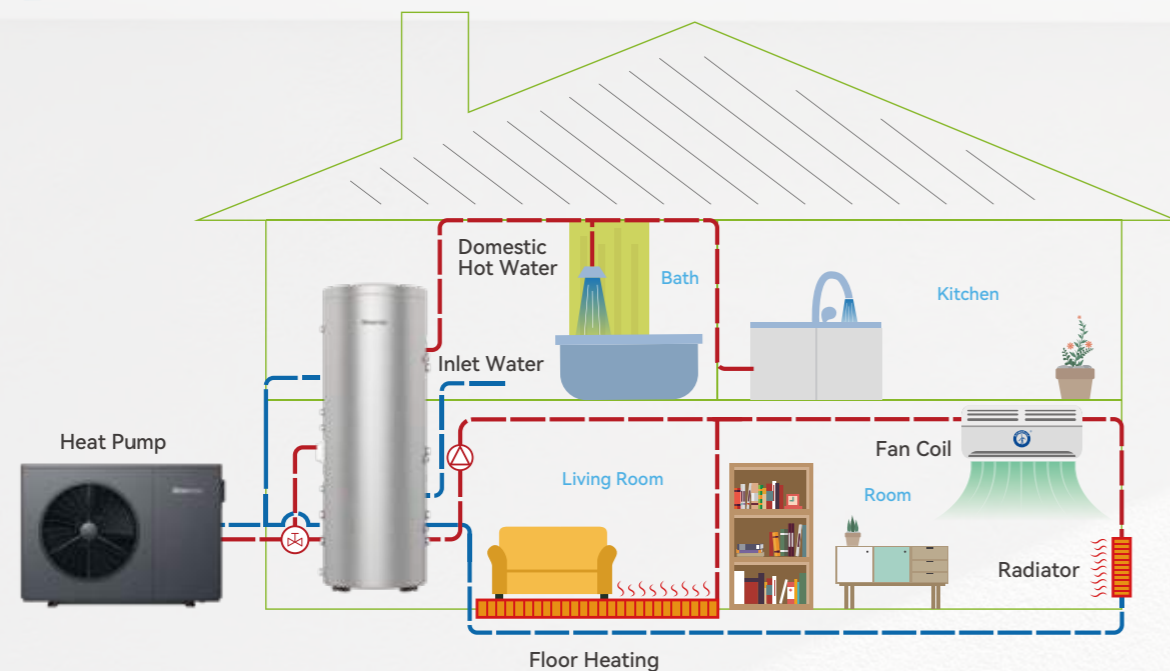 Domestic
Hot Water
Bath
Kitchen
Inlet Water
Heat Pump
Fan Coil
Living Room
Room
Radiator
Floor Heating